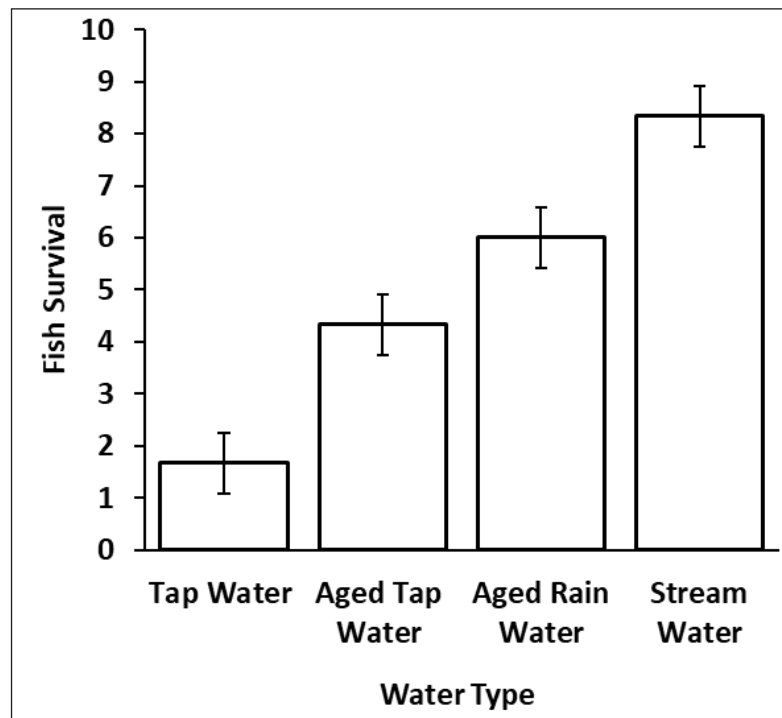 10
9
8
7
6
5
4
3
2
1
0
Fish Survival
Tap Water
Aged Tap
Water
Aged Rain
Water
Stream
Water
Water Type